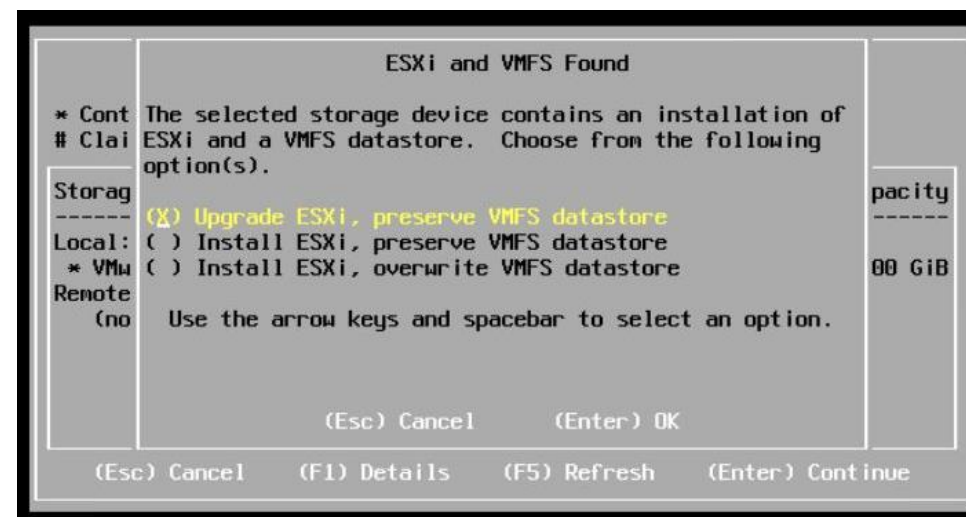 ESXi and VMFS Found
* Cont The selected storage device contains an installation of
# Clai ESXi and a VMFS datastore. Choose from the following
option(s).
Storag pacity
------ ------
(X) Upgrade ESXi, preserve VMFS datastore
Local: ( ) Install ESXi, preserve VMFS datastore
* VMw ( ) Install ESXi, overwrite VMFS datastore 00 GiB
Remote
(no Use the arrow keys and spacebar to select an option.
(Esc) Cancel (Enter) OK
(Esc) Cancel (F1) Details (F5) Refresh (Enter) Continue